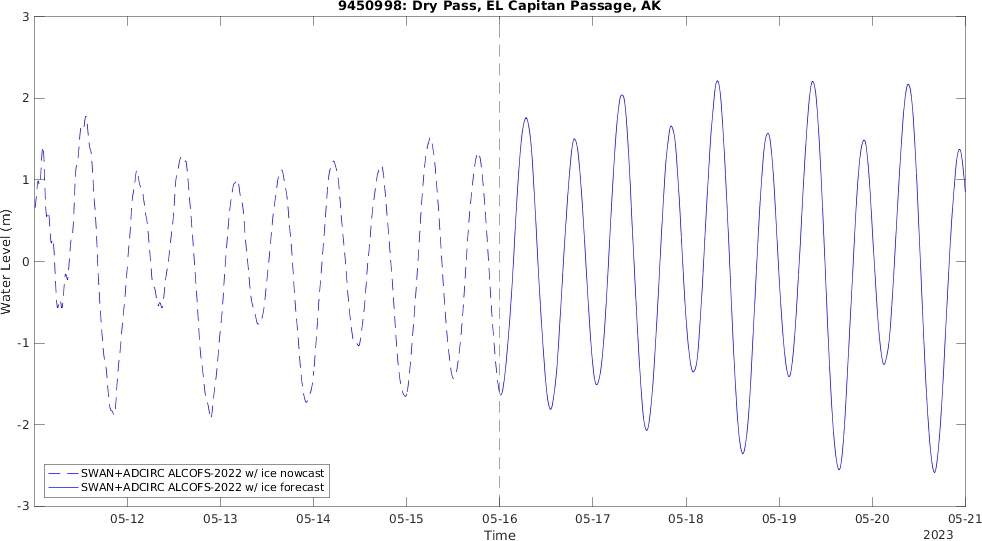 9450998: Dry Pass, EL Capitan Passage, AK
3
2
1
0
-1
-2
-3
Water Level (m)
SWAN+ADCIRC ALCOFS-2022 w/ ice nowcast
SWAN+ADCIRC ALCOFS-2022 w/ ice forecast
05-12 05-13 05-14 05-15 05-16 05-17 05-18 05-19 05-20 05-21
Time
2023